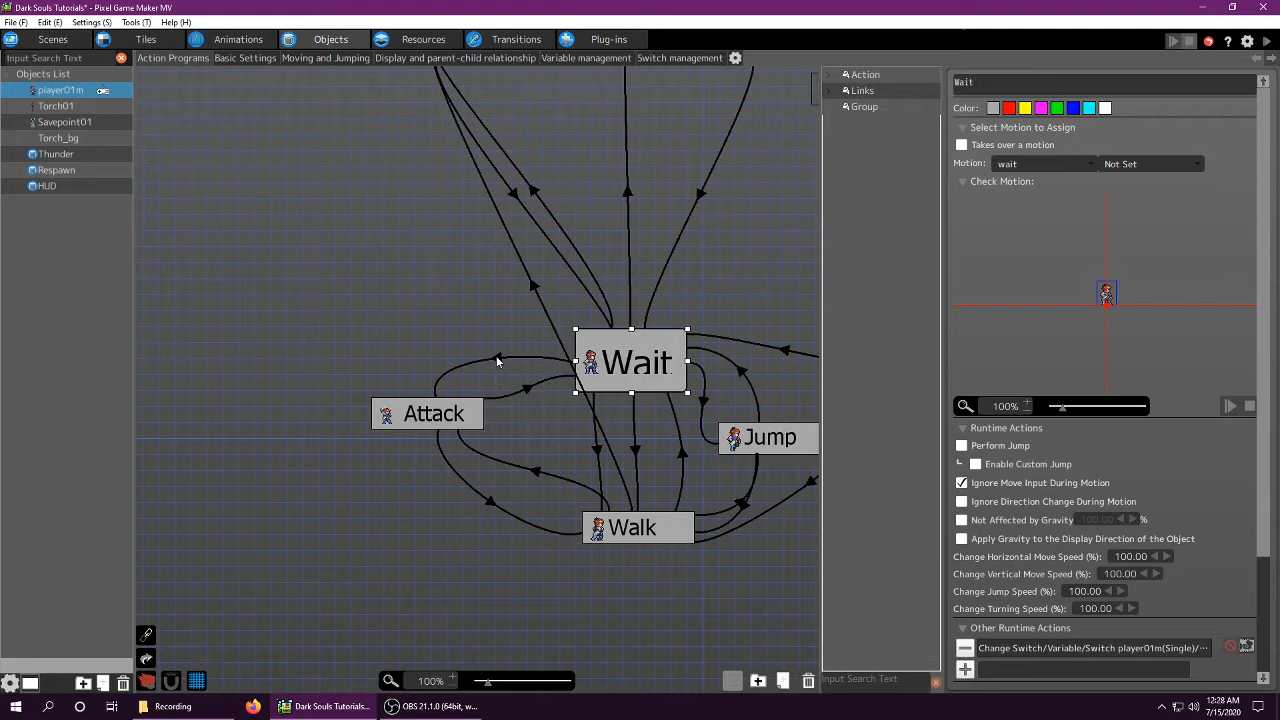 Dark Souls Tutorials* - Pixel Game Maker MV
File (F) Edit (E) Settings (S) Tools (T) Help (H)
Scenes Tiles Animations Objects Resources Transitions Plug-ins
Input Search Text
Objects List
player01m
Torch01
Savepoint01
Torch_bg
Thunder
Respawn
HUD
Action Programs Basic Settings Moving and Jumping Display and parent-child relationship Variable management Switch management
Wait
Attack
Jump
Walk
100%
Action
Links
Group
Input Search Text
Wait
Color:
Select Motion to Assign
Takes over a motion
Motion: wait Not Set
Check Motion:
100%
Runtime Actions
Perform Jump
Enable Custom Jump
Ignore Move Input During Motion
Ignore Direction Change During Motion
Not Affected by Gravity 100.00 %
Apply Gravity to the Display Direction of the Object
Change Horizontal Move Speed (%): 100.00
Change Vertical Move Speed (%): 100.00
Change Jump Speed (%): 100.00
Change Turning Speed (%): 100.00
Other Runtime Actions
Change Switch/Variable/Switch player01m(Single)/···
Recording
Dark Souls Tutorials...
OBS 21.1.0 (64bit, w...
12:28 AM
7/15/2020